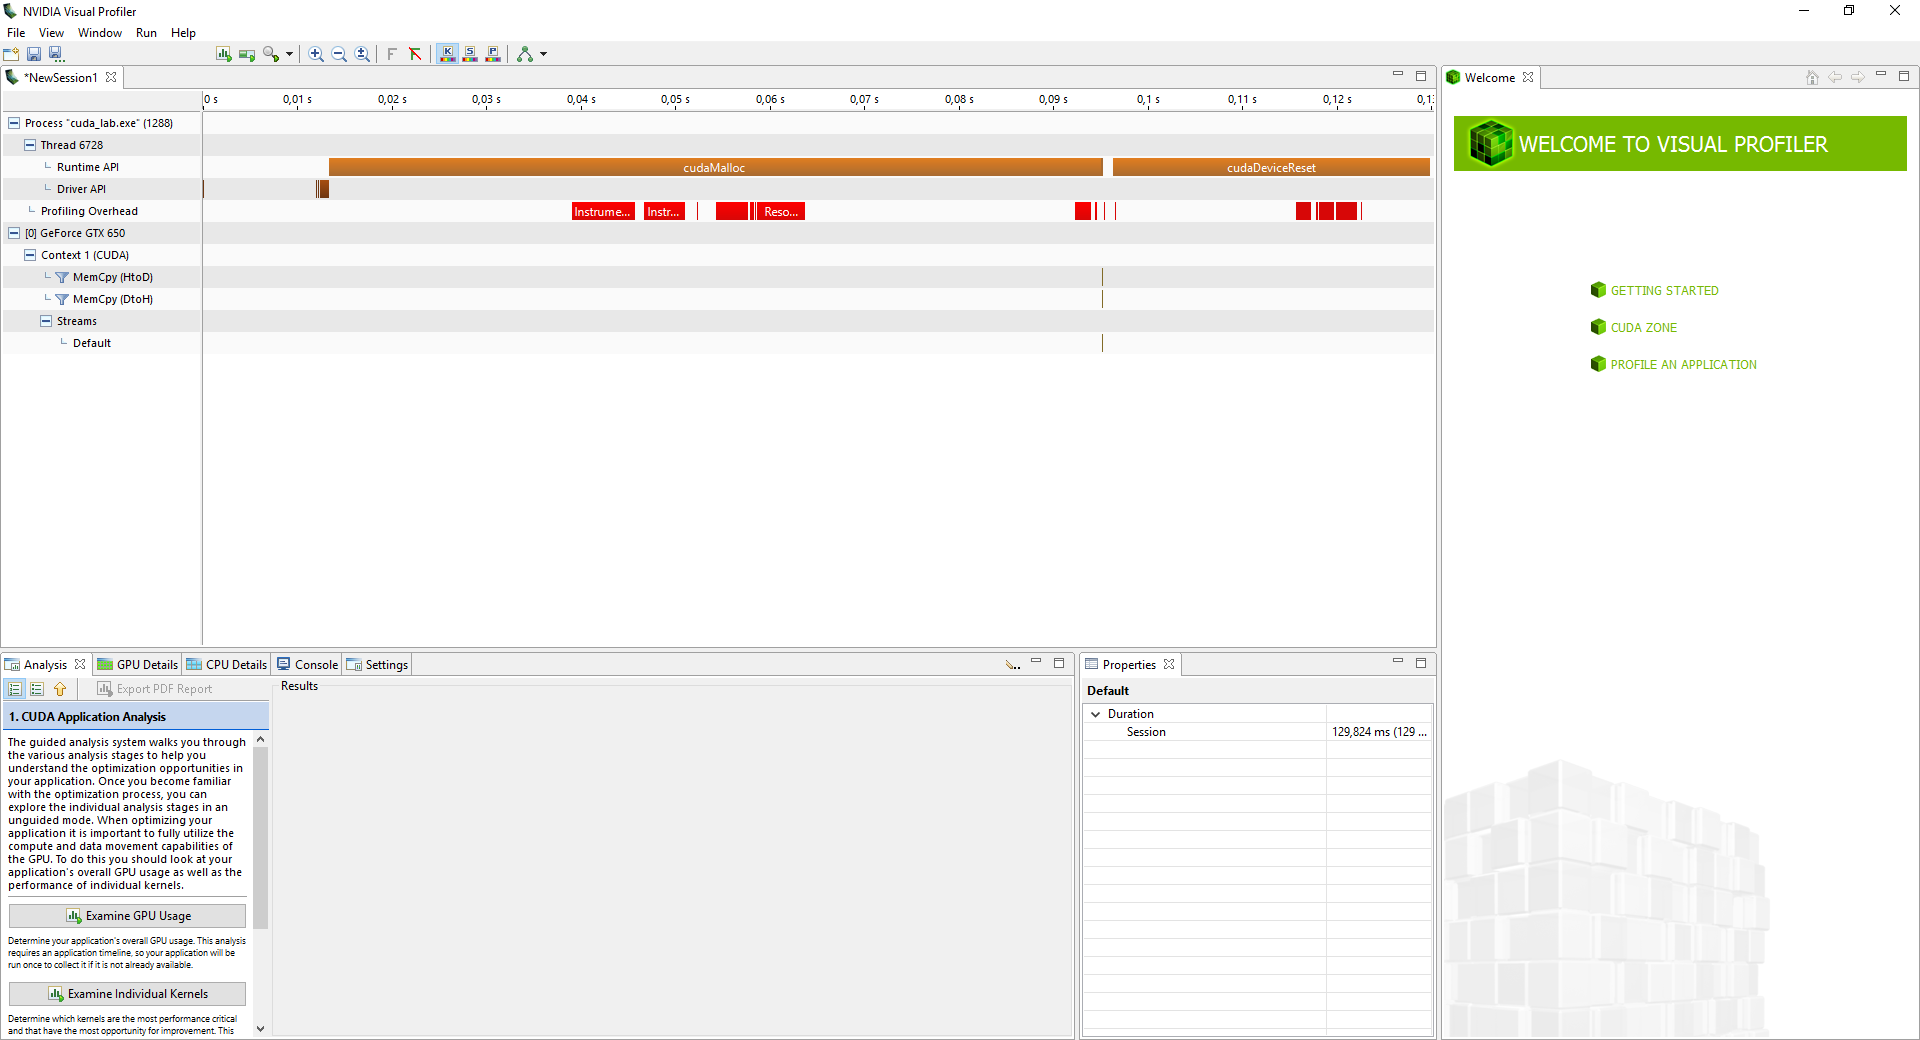 NVIDIA Visual Profiler
File View Window Run Help
F K S P
*NewSession1
0 s 0,01 s 0,02 s 0,03 s 0,04 s 0,05 s 0,06 s 0,07 s 0,08 s 0,09 s 0,1 s 0,11 s 0,12 s
Process "cuda_lab.exe" (1288)
Thread 6728
Runtime API cudaMalloc cudaDeviceReset
Driver API
Profiling Overhead Instrume... Instr... Reso...
[0] GeForce GTX 650
Context 1 (CUDA)
MemCpy (HtoD)
MemCpy (DtoH)
Streams
Default
Analysis GPU Details CPU Details Console Settings
Export PDF Report
Results
1. CUDA Application Analysis
The guided analysis system walks you through
the various analysis stages to help you
understand the optimization opportunities in
your application. Once you become familiar
with the optimization process, you can
explore the individual analysis stages in an
unguided mode. When optimizing your
application it is important to fully utilize the
compute and data movement capabilities of
the GPU. To do this you should look at your
application's overall GPU usage as well as the
performance of individual kernels.
Examine GPU Usage
Determine your application's overall GPU usage. This analysis
requires an application timeline, so your application will be
run once to collect it if it is not already available.
Examine Individual Kernels
Determine which kernels are the most performance critical
and that have the most opportunity for improvement. This
Properties
Default
Duration
Session 129,824 ms (129 ...
Welcome
WELCOME TO VISUAL PROFILER
GETTING STARTED
CUDA ZONE
PROFILE AN APPLICATION